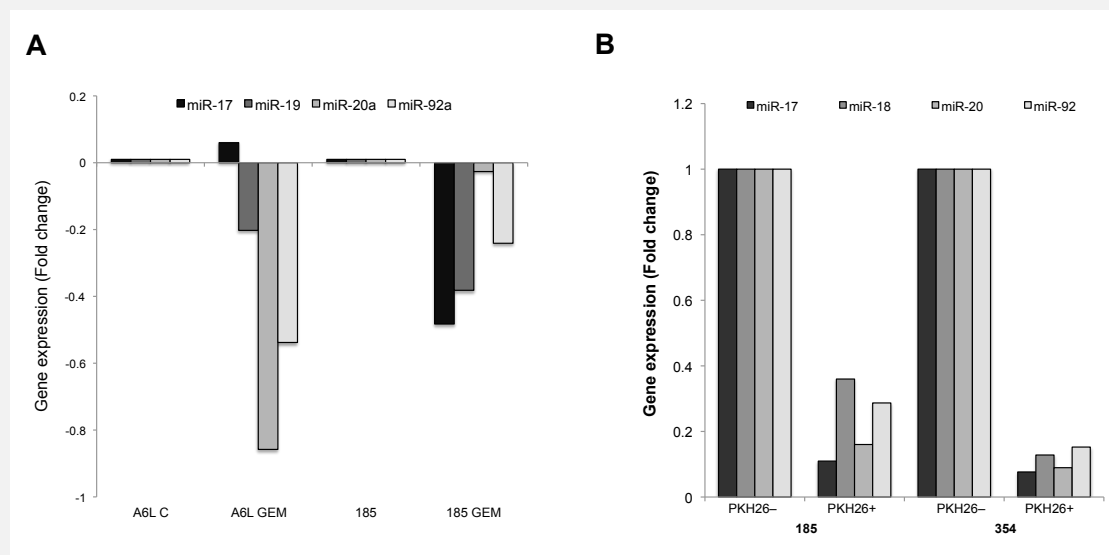 A
Gene expression (Fold change)
miR-17 miR-19 miR-20a miR-92a
0.2
0
-0.2
-0.4
-0.6
-0.8
-1
A6L C A6L GEM 185 185 GEM
B
Gene expression (Fold change)
miR-17 miR-18 miR-20 miR-92
1.2
1
0.8
0.6
0.4
0.2
0
PKH26– PKH26+ PKH26– PKH26+
185 354